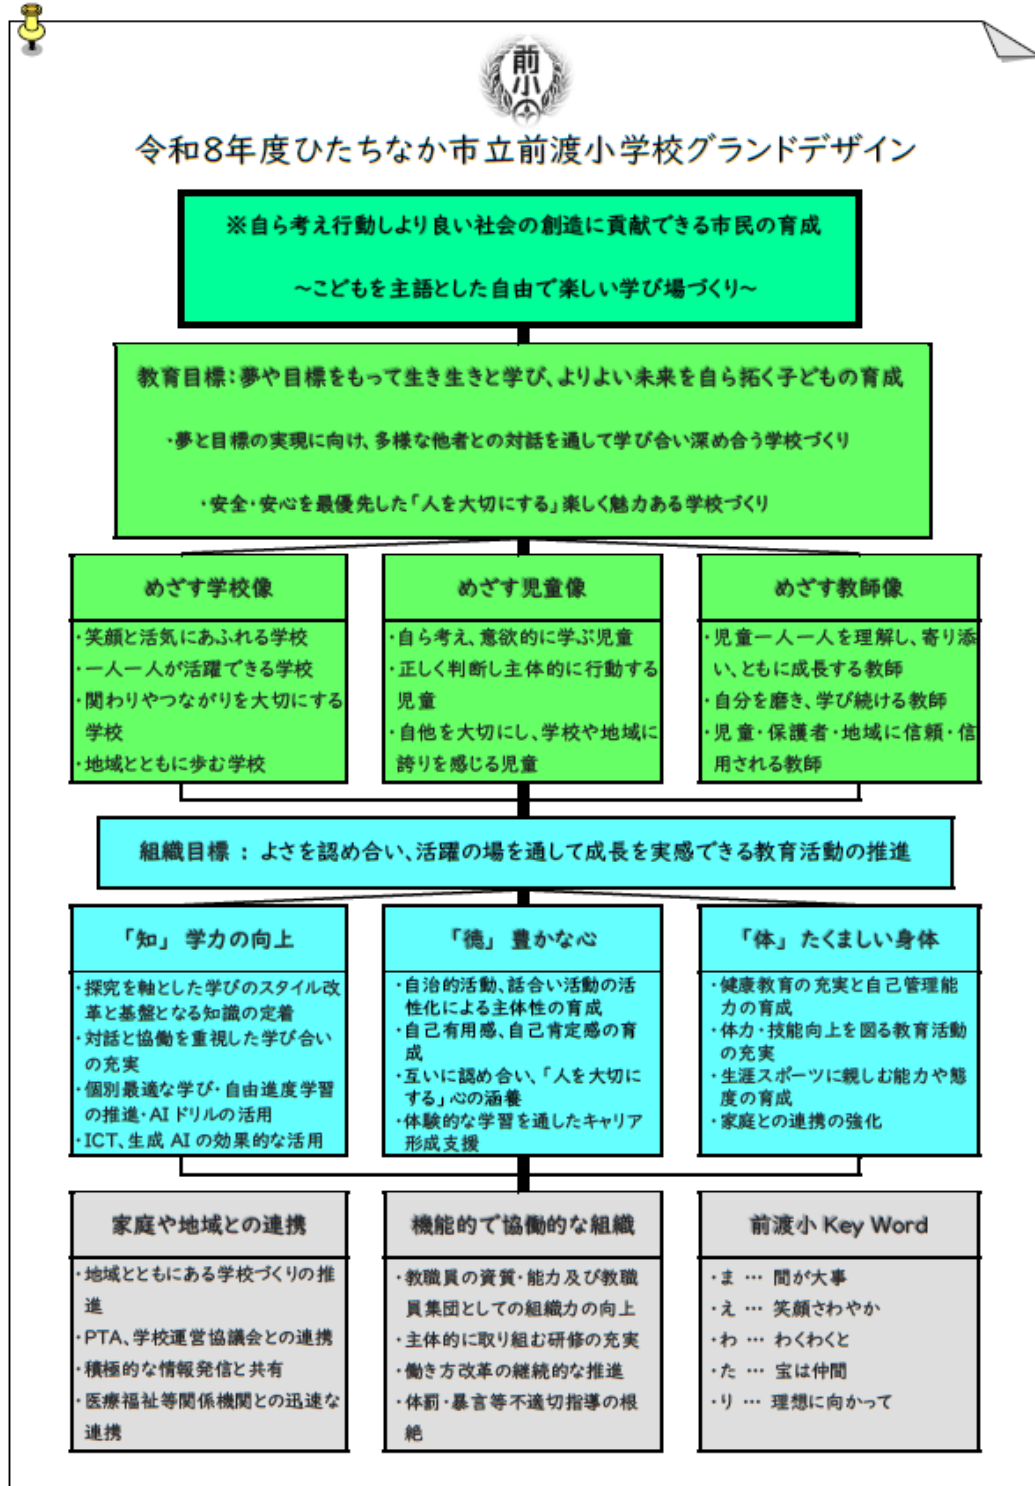 前小
令和8年度ひたちなか市立前渡小学校グランドデザイン
※自ら考え行動しより良い社会の創造に貢献できる市民の育成
～こどもを主語とした自由で楽しい学び場づくり～
教育目標：夢や目標をもって生き生きと学び、よりよい未来を自ら拓く子どもの育成
・夢と目標の実現に向け、多様な他者との対話を通して学び合い深め合う学校づくり
・安全・安心を最優先した「人を大切にする」楽しく魅力ある学校づくり
めざす学校像
・笑顔と活気にあふれる学校
・一人一人が活躍できる学校
・関わりやつながりを大切にする
学校
・地域とともに歩む学校
めざす児童像
・自ら考え、意欲的に学ぶ児童
・正しく判断し主体的に行動する
児童
・自他を大切にし、学校や地域に
誇りを感じる児童
めざす教師像
・児童一人一人を理解し、寄り添
い、ともに成長する教師
・自分を磨き、学び続ける教師
・児童・保護者・地域に信頼・信
用される教師
組織目標 ： よさを認め合い、活躍の場を通して成長を実感できる教育活動の推進
「知」 学力の向上
・探究を軸とした学びのスタイル改
革と基盤となる知識の定着
・対話と協働を重視した学び合い
の充実
・個別最適な学び・自由進度学習
の推進・AIドリルの活用
・ICT、生成 AI の効果的な活用
「徳」 豊かな心
・自治的活動、話合い活動の活
性化による主体性の育成
・自己有用感、自己肯定感の育
成
・互いに認め合い、「人を大切に
する」心の涵養
・体験的な学習を通したキャリア
形成支援
「体」 たくましい身体
・健康教育の充実と自己管理能
力の育成
・体力・技能向上を図る教育活動
の充実
・生涯スポーツに親しむ能力や態
度の育成
・家庭との連携の強化
家庭や地域との連携
・地域とともにある学校づくりの推
進
・PTA、学校運営協議会との連携
・積極的な情報発信と共有
・医療福祉等関係機関との迅速な
連携
機能的で協働的な組織
・教職員の資質・能力及び教職
員集団としての組織力の向上
・主体的に取り組む研修の充実
・働き方改革の継続的な推進
・体罰・暴言等不適切指導の根
絶
前渡小 Key Word
・ま … 間が大事
・え … 笑顔さわやか
・わ … わくわくと
・た … 宝は仲間
・り … 理想に向かって